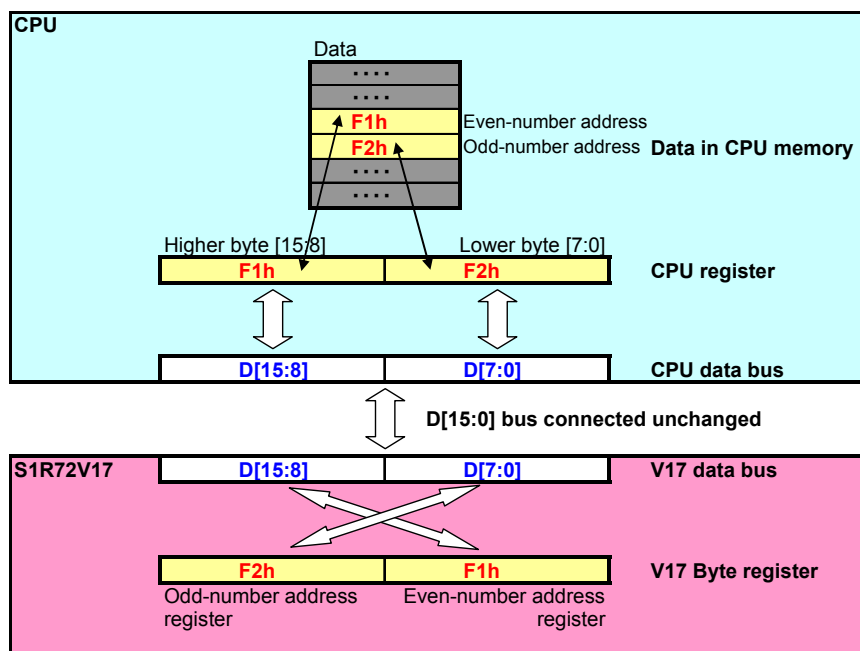 CPU
Data
....
....
F1h Even-number address
F2h Odd-number address Data in CPU memory
....
....
Higher byte [15:8] Lower byte [7:0]
F1h F2h CPU register
D[15:8] D[7:0] CPU data bus
D[15:0] bus connected unchanged
S1R72V17 D[15:8] D[7:0] V17 data bus
F2h F1h V17 Byte register
Odd-number address Even-number address
register register